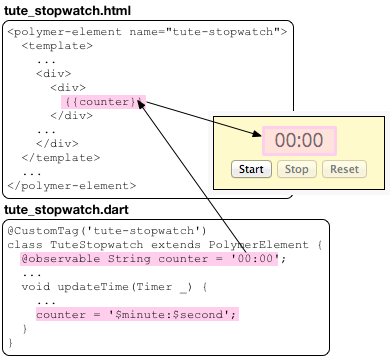 tute_stopwatch.html
<polymer-element name="tute-stopwatch">
<template>
...
<div>
<div>
{{counter}}
</div>
...
</div>
</template>
...
</polymer-element>
00:00
Start Stop Reset
tute_stopwatch.dart
@CustomTag('tute-stopwatch')
class TuteStopwatch extends PolymerElement {
@observable String counter = '00:00';
...
void updateTime(Timer _) {
...
counter = '$minute:$second';
}
}